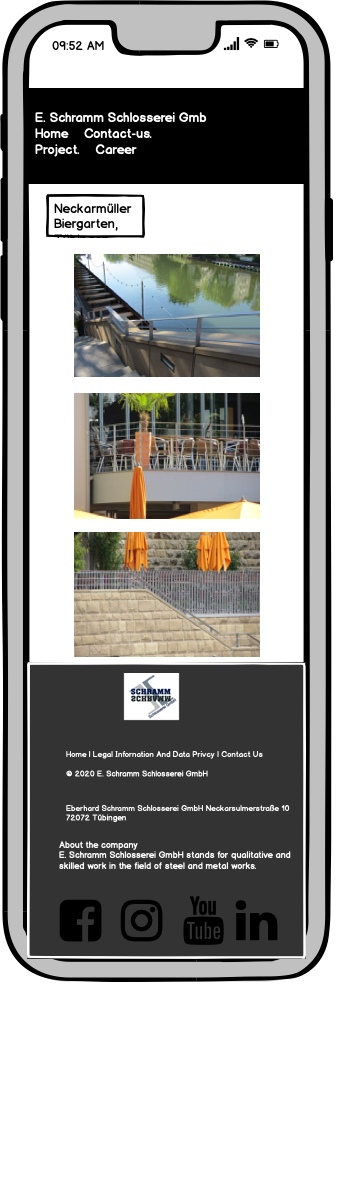 09:52 AM
E. Schramm Schlosserei Gmb
Home Contact-us.
Project. Career
Neckarmüller
Biergarten,
SCHRAMM
Home | Legal Infornation And Data Privcy | Contact Us
© 2020 E. Schramm Schlosserei GmbH
Eberhard Schramm Schlosserei GmbH Neckarsulmerstraße 10
72072 Tübingen
About the company
E. Schramm Schlosserei GmbH stands for qualitative and
skilled work in the field of steel and metal works.
You
Tube
in